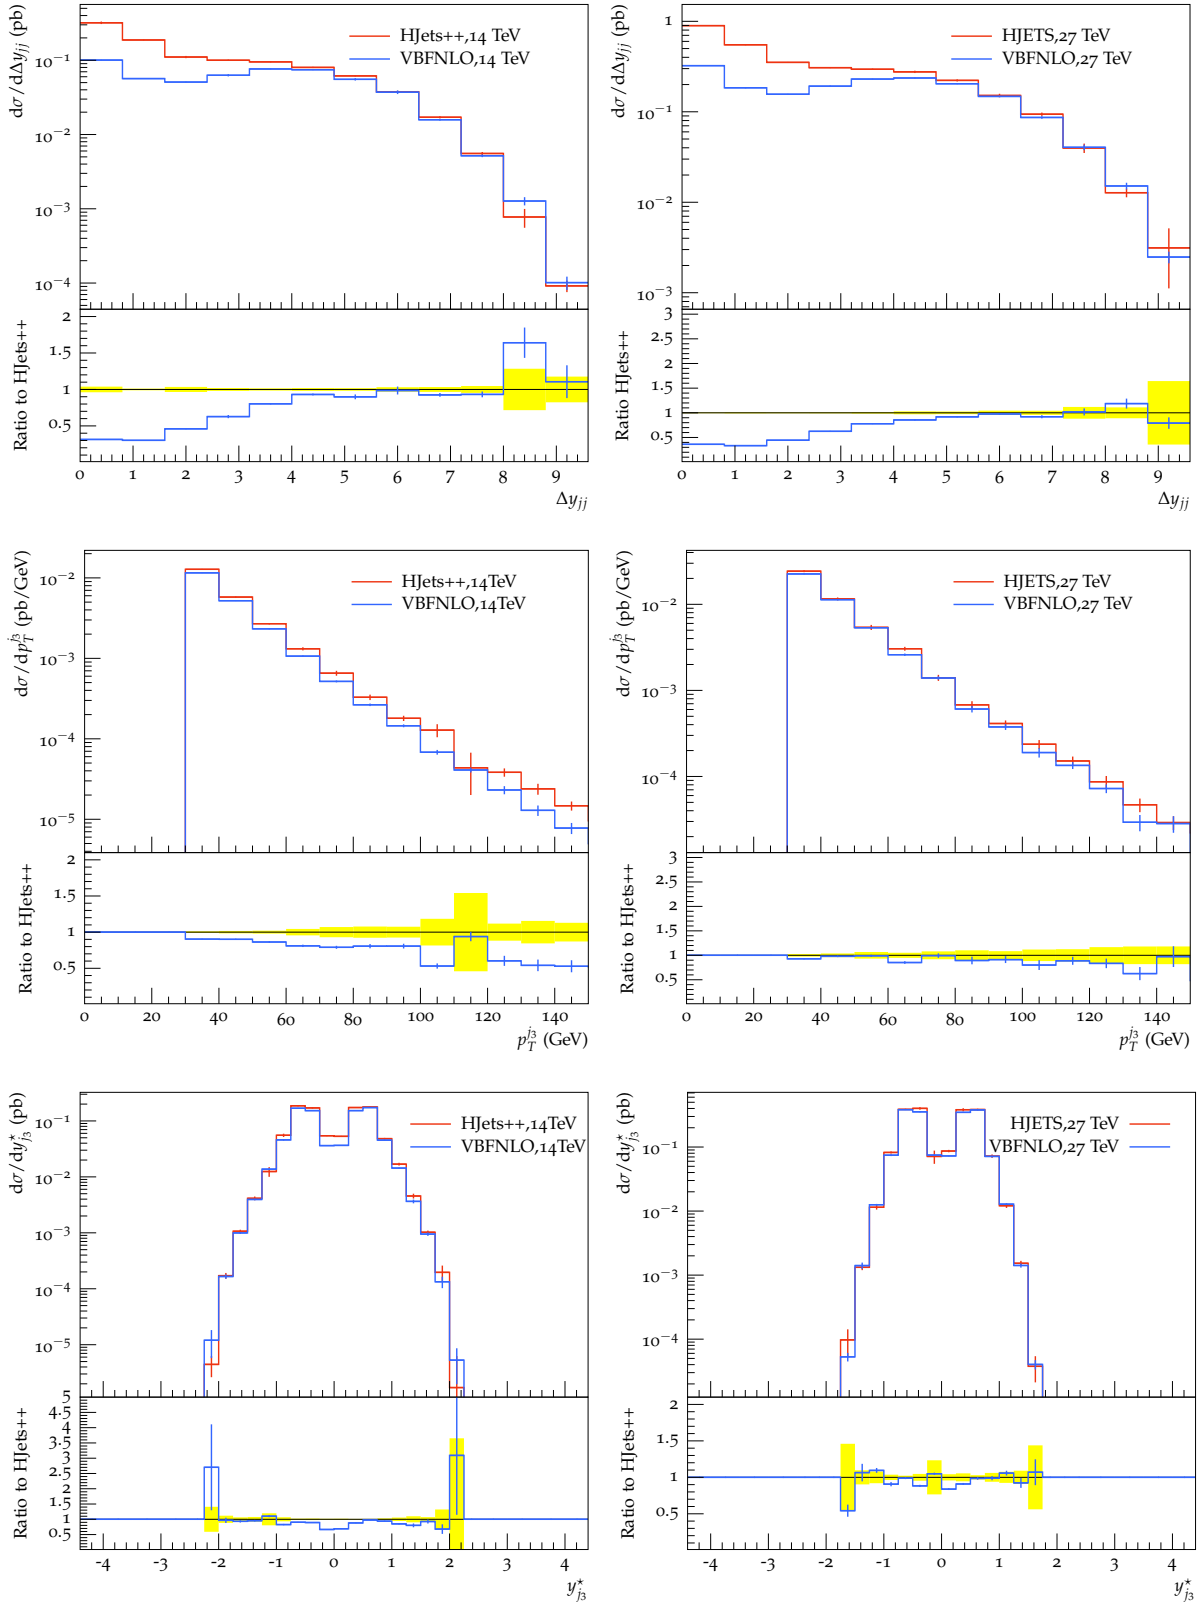 dσ/dΔy_jj (pb)
HJets++,14 TeV
VBFNLO,14 TeV
10⁻¹
10⁻²
10⁻³
10⁻⁴
Ratio to HJets++
2
1.5
1
0.5
0 1 2 3 4 5 6 7 8 9
Δy_jj
dσ/dΔy_jj (pb)
HJETS,27 TeV
VBFNLO,27 TeV
1
10⁻¹
10⁻²
10⁻³
Ratio HJets++
3
2.5
2
1.5
1
0.5
0 1 2 3 4 5 6 7 8 9
Δy_jj
dσ/dp_T^j3 (pb/GeV)
HJets++,14TeV
VBFNLO,14TeV
10⁻²
10⁻³
10⁻⁴
10⁻⁵
Ratio to HJets++
2
1.5
1
0.5
0 20 40 60 80 100 120 140
p_T^j3 (GeV)
dσ/dp_T^j3 (pb/GeV)
HJETS,27 TeV
VBFNLO,27 TeV
10⁻²
10⁻³
10⁻⁴
Ratio to HJets++
3
2.5
2
1.5
1
0.5
0 20 40 60 80 100 120 140
p_T^j3 (GeV)
dσ/dy*_j3 (pb)
HJets++,14TeV
VBFNLO,14TeV
10⁻¹
10⁻²
10⁻³
10⁻⁴
10⁻⁵
Ratio to HJets++
5
4.5
4
3.5
3
2.5
2
1.5
1
0.5
-4 -3 -2 -1 0 1 2 3 4
y*_j3
dσ/dy*_j3 (pb)
HJETS,27 TeV
VBFNLO,27 TeV
10⁻¹
10⁻²
10⁻³
10⁻⁴
Ratio to HJets++
2
1.5
1
0.5
-4 -3 -2 -1 0 1 2 3 4
y*_j3